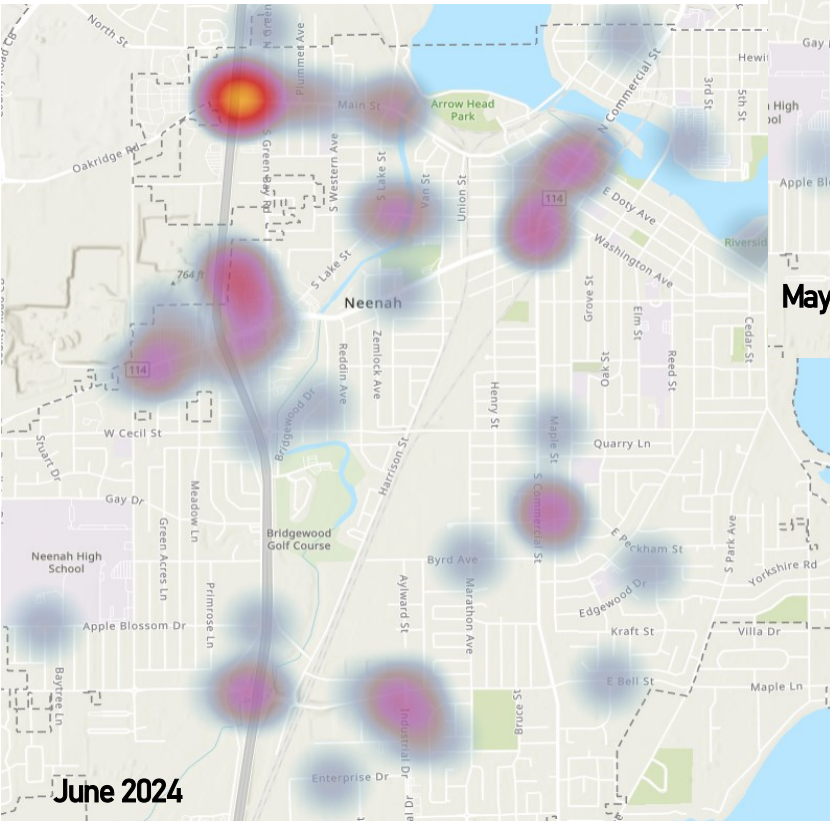 North St
N Green
Plummer Ave
Hewi
Gay
N Commercial St
3rd St
5th St
High
ool
Main St
Arrow Head
Park
Oakridge Rd
S Green Bay Rd
S Western Ave
S Lake St
Van St
Union St
114
E Doty Ave
Apple Bl
Washington Ave
Riversid
764 ft
S Lake St
Neenah
May
Grove St
Elm St
Cedar St
114
Reddin Ave
Zemlock Ave
Oak St
Reed St
Bridgewood Dr
Henry St
Maple St
W Cecil St
Stuart Dr
Quarry Ln
Harrison St
Gay Dr
Meadow Ln
Green Acres Ln
S Commercial St
Bridgewood
Golf Course
Neenah High
School
Byrd Ave
E Peckham St
S Park Ave
Yorkshire Rd
Edgewood Dr
Primrose Ln
Aylward St
Marathon Ave
Apple Blossom Dr
Kraft St
Villa Dr
Baytree Ln
E Bell St
Maple Ln
Bruce St
Industrial Dr
Enterprise Dr
June 2024
al Dr